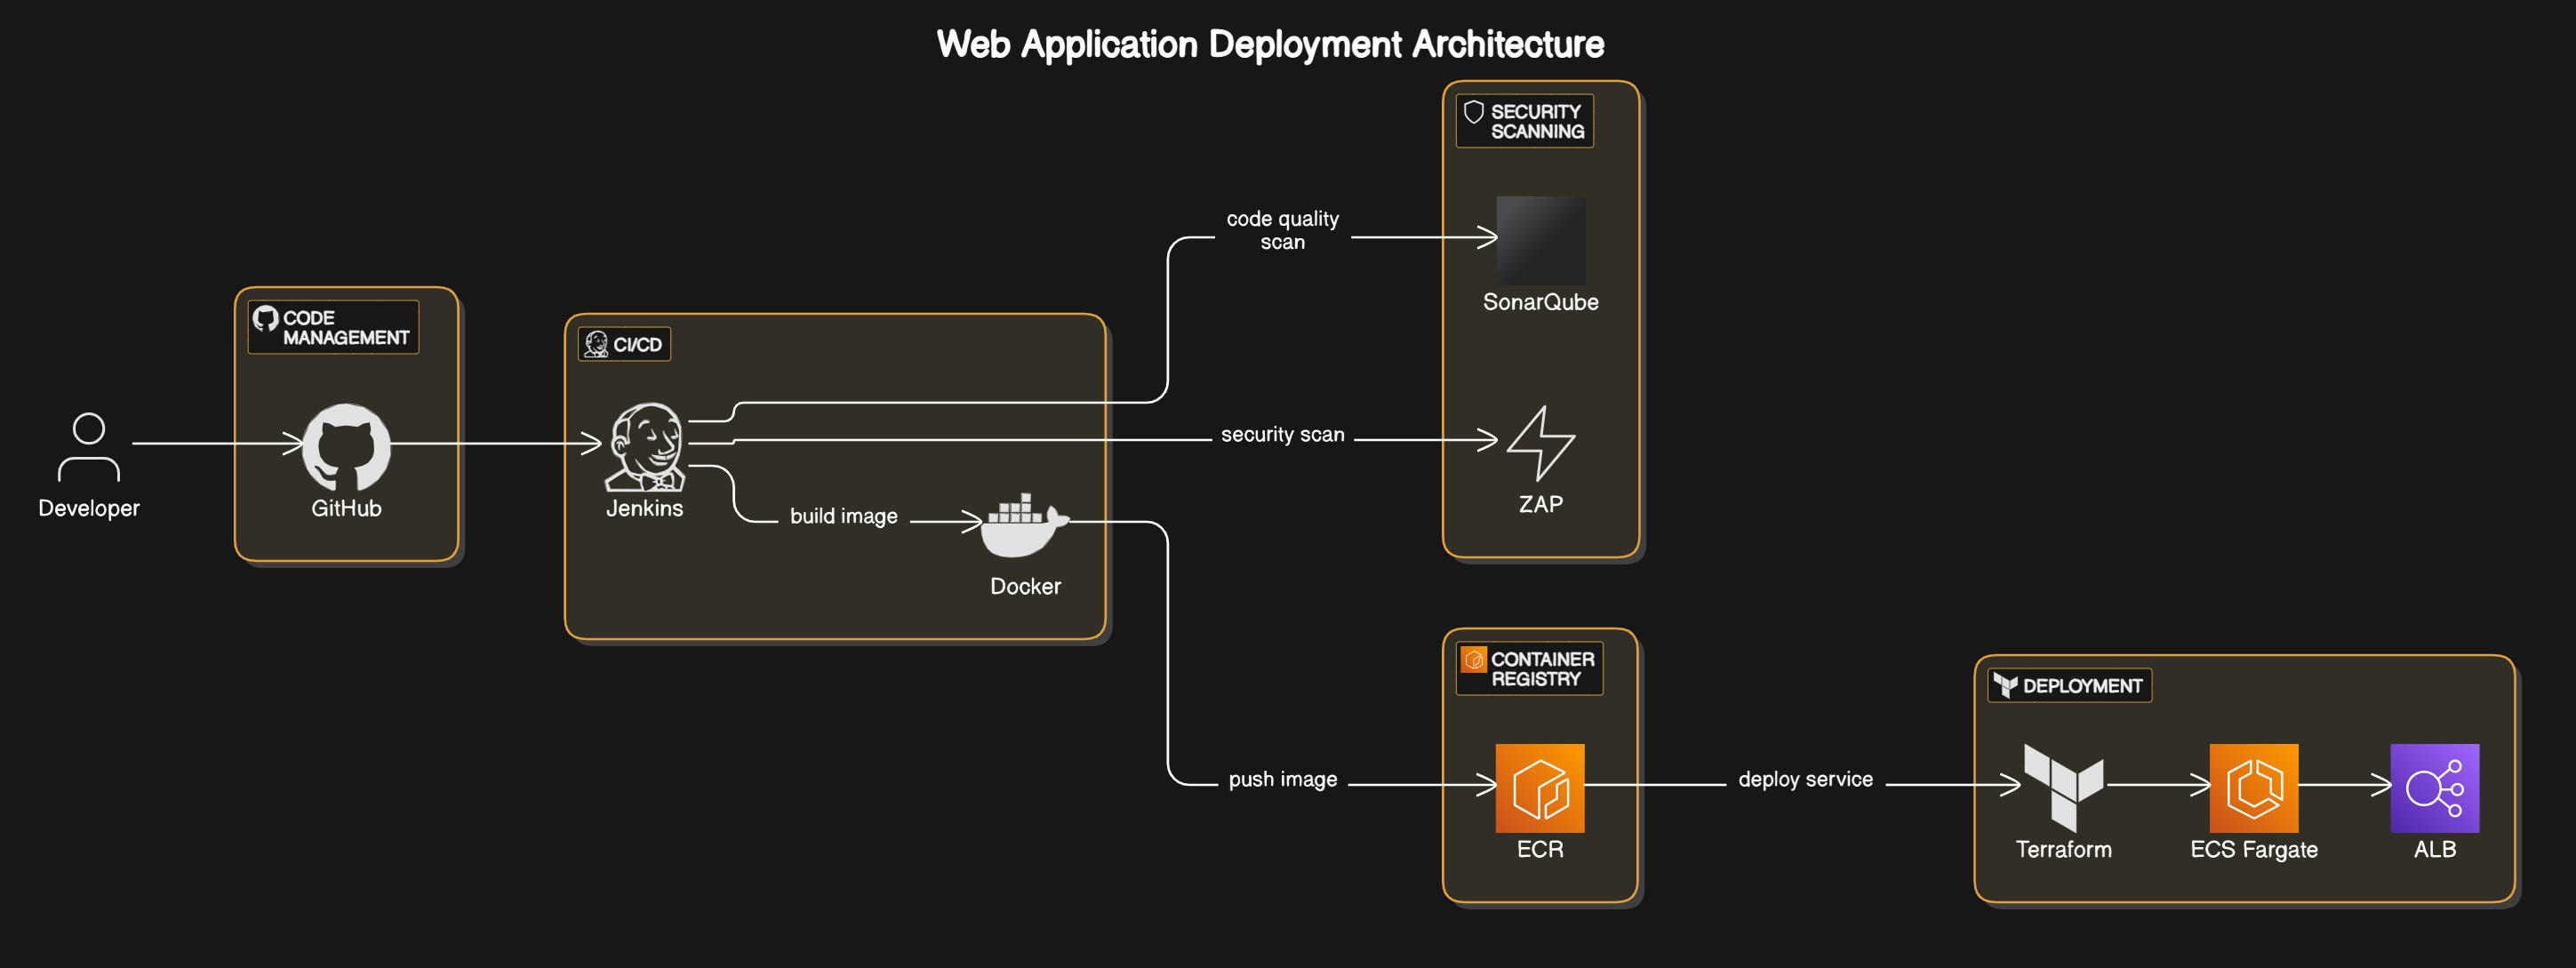 Web Application Deployment Architecture
SECURITY
SCANNING
code quality
scan
SonarQube
CODE
MANAGEMENT
CI/CD
security scan
ZAP
Developer
GitHub
Jenkins
build image
Docker
CONTAINER
REGISTRY
DEPLOYMENT
push image
deploy service
ECR
Terraform
ECS Fargate
ALB